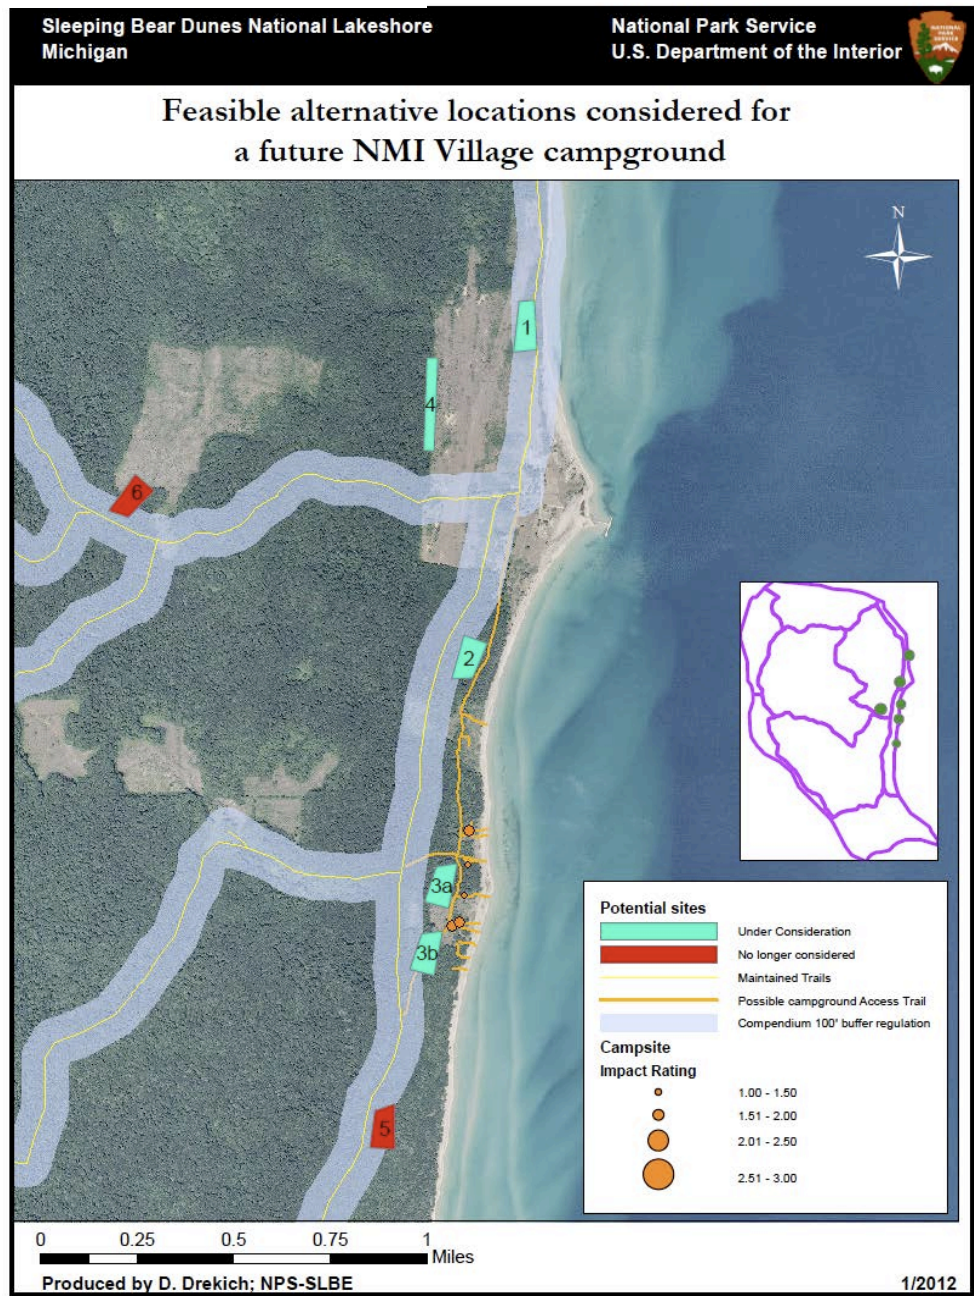 Sleeping Bear Dunes National Lakeshore
Michigan
National Park Service
U.S. Department of the Interior
NATIONAL
PARK
SERVICE
Feasible alternative locations considered for
a future NMI Village campground
N
1
4
6
2
3a
3b
5
Potential sites
Under Consideration
No longer considered
Maintained Trails
Possible campground Access Trail
Compendium 100' buffer regulation
Campsite
Impact Rating
1.00 - 1.50
1.51 - 2.00
2.01 - 2.50
2.51 - 3.00
0 0.25 0.5 0.75 1
Miles
Produced by D. Drekich; NPS-SLBE
1/2012